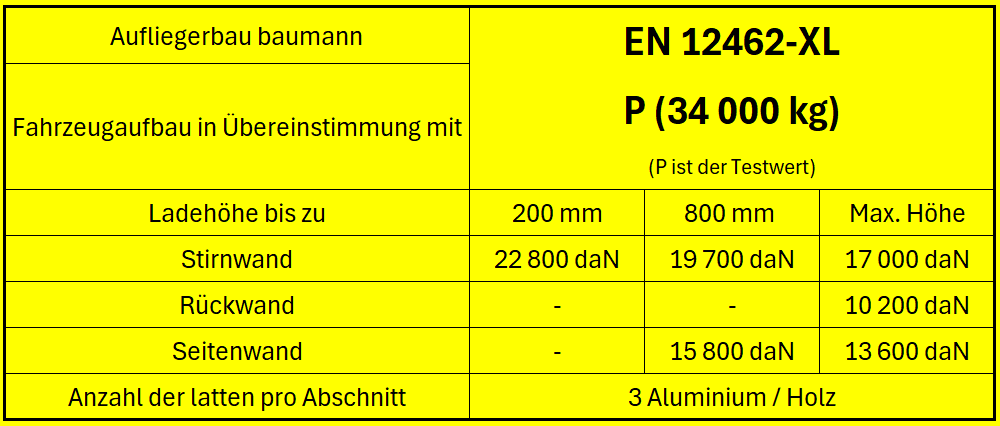 Aufliegerbau baumann
EN 12462-XL
Fahrzeugaufbau in Übereinstimmung mit
P (34 000 kg)
(P ist der Testwert)
Ladehöhe bis zu 200 mm 800 mm Max. Höhe
Stirnwand 22 800 daN 19 700 daN 17 000 daN
Rückwand - - 10 200 daN
Seitenwand - 15 800 daN 13 600 daN
Anzahl der latten pro Abschnitt 3 Aluminium / Holz